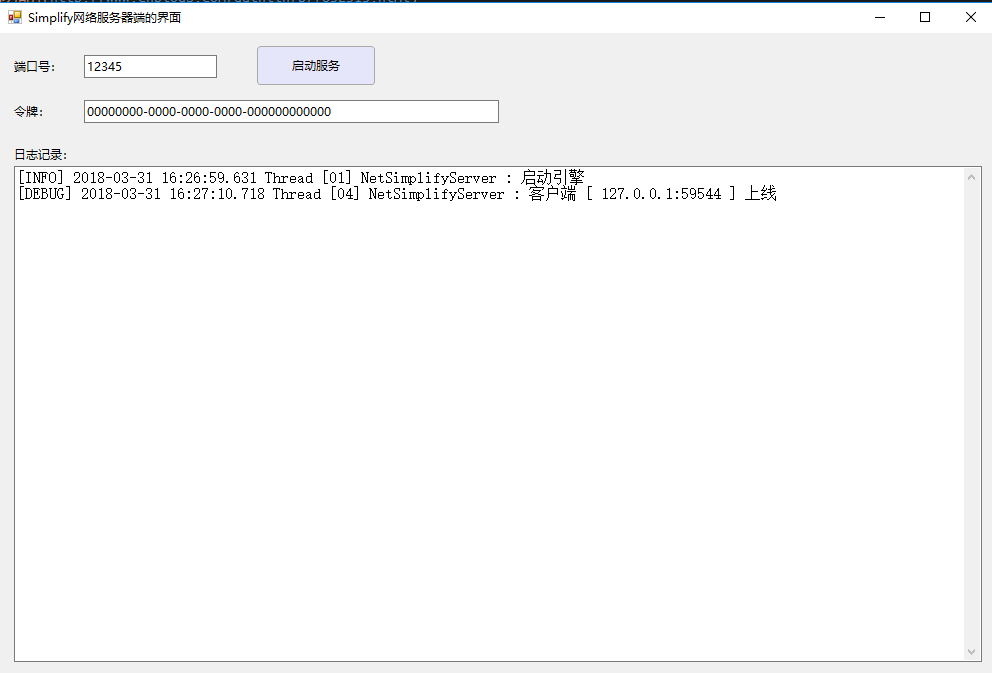 Simplify网络服务器端的界面
端口号: 12345 启动服务
令牌: 00000000-0000-0000-0000-000000000000
日志记录:
[INFO] 2018-03-31 16:26:59.631 Thread [01] NetSimplifyServer : 启动引擎
[DEBUG] 2018-03-31 16:27:10.718 Thread [04] NetSimplifyServer : 客户端 [ 127.0.0.1:59544 ] 上线